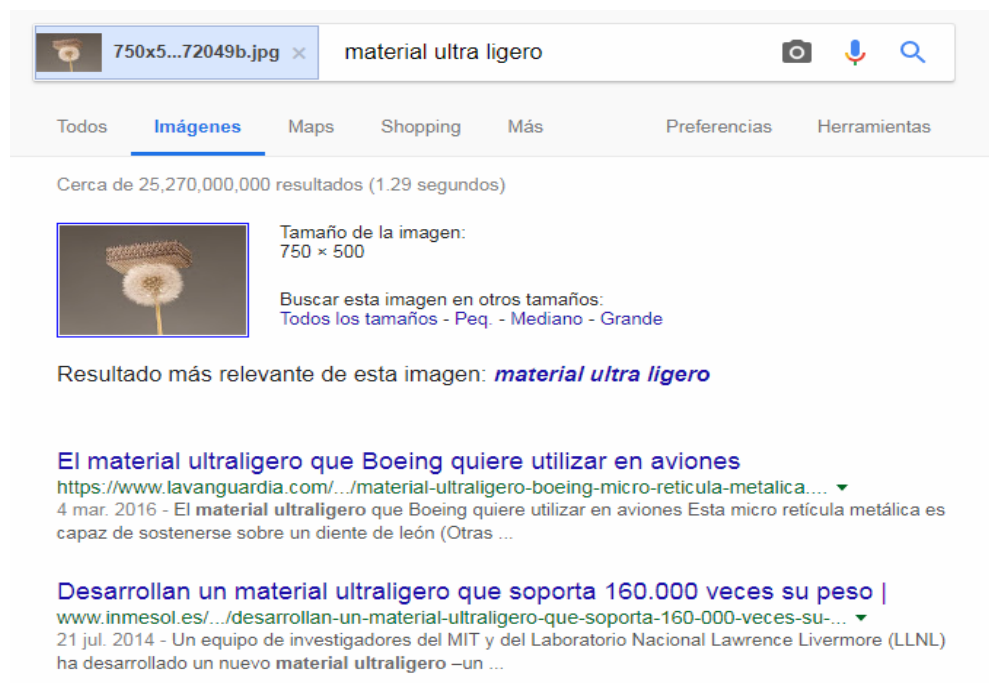 750x5...72049b.jpg × material ultra ligero
Todos Imágenes Maps Shopping Más Preferencias Herramientas
Cerca de 25,270,000,000 resultados (1.29 segundos)
Tamaño de la imagen:
750 × 500
Buscar esta imagen en otros tamaños:
Todos los tamaños - Peq. - Mediano - Grande
Resultado más relevante de esta imagen: material ultra ligero
El material ultraligero que Boeing quiere utilizar en aviones
https://www.lavanguardia.com/.../material-ultraligero-boeing-micro-reticula-metalica....
4 mar. 2016 - El material ultraligero que Boeing quiere utilizar en aviones Esta micro retícula metálica es
capaz de sostenerse sobre un diente de león (Otras ...
Desarrollan un material ultraligero que soporta 160.000 veces su peso |
www.inmesol.es/.../desarrollan-un-material-ultraligero-que-soporta-160-000-veces-su-...
21 jul. 2014 - Un equipo de investigadores del MIT y del Laboratorio Nacional Lawrence Livermore (LLNL)
ha desarrollado un nuevo material ultraligero –un ...